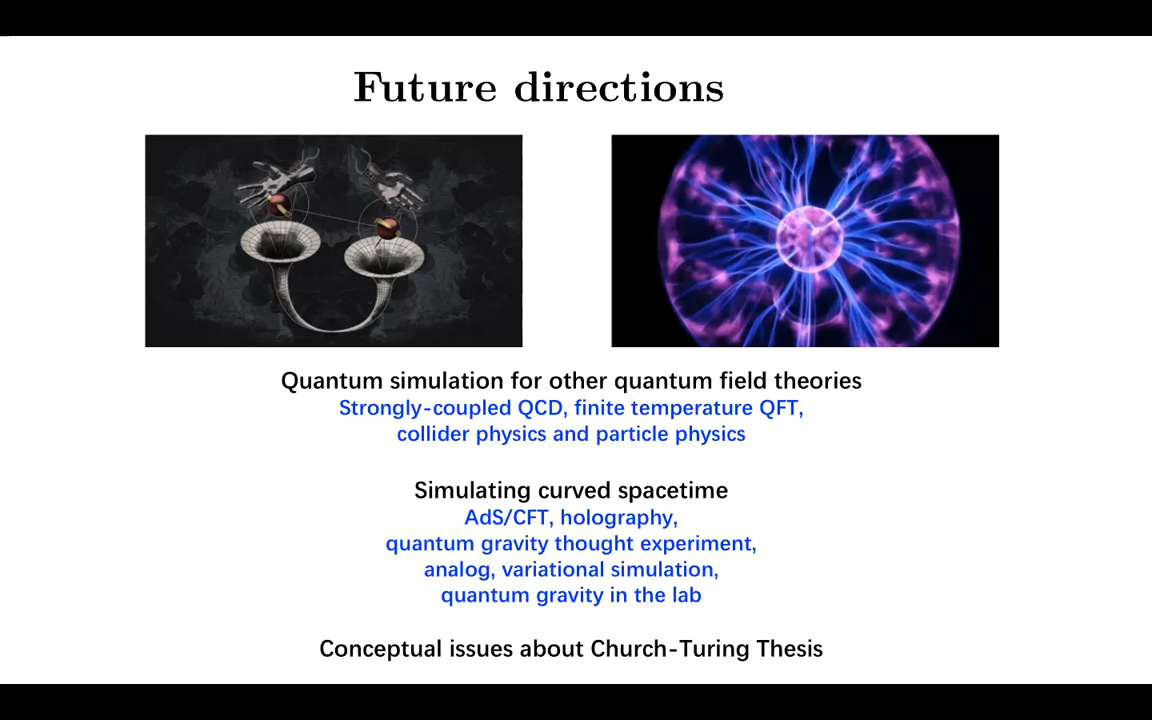 Future directions
Quantum simulation for other quantum field theories
Strongly-coupled QCD, finite temperature QFT,
collider physics and particle physics
Simulating curved spacetime
AdS/CFT, holography,
quantum gravity thought experiment,
analog, variational simulation,
quantum gravity in the lab
Conceptual issues about Church-Turing Thesis